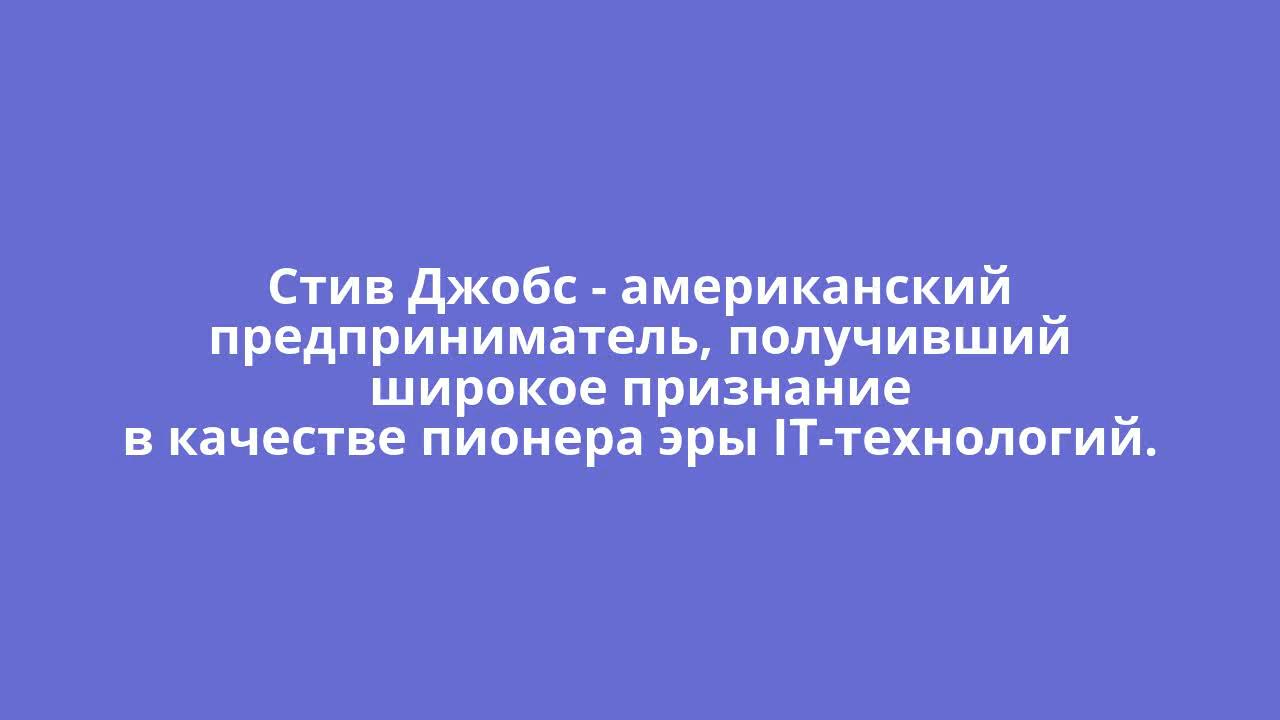 Стив Джобс - американский
предприниматель, получивший
широкое признание
в качестве пионера эры IT-технологий.